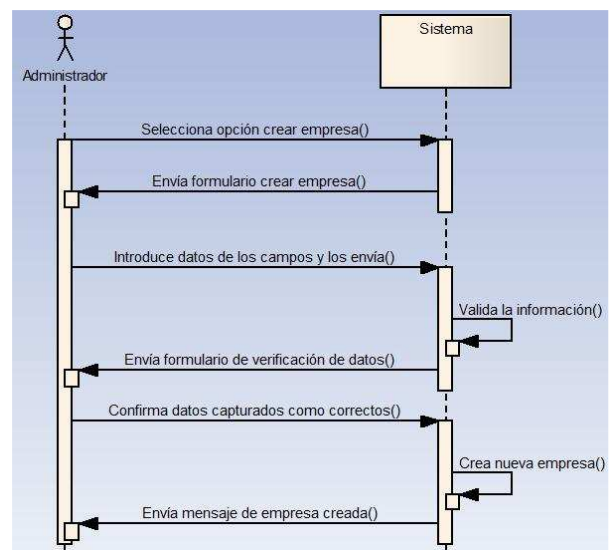 Administrador
Sistema
Selecciona opción crear empresa()
Envía formulario crear empresa()
Introduce datos de los campos y los envía()
Valida la información()
Envía formulario de verificación de datos()
Confirma datos capturados como correctos()
Crea nueva empresa()
Envía mensaje de empresa creada()